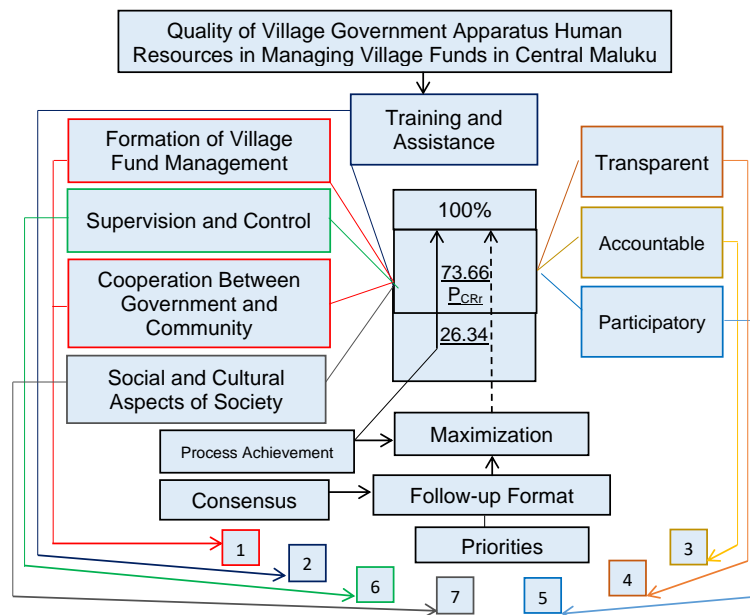 Quality of Village Government Apparatus Human
Resources in Managing Village Funds in Central Maluku
Training and
Assistance
Formation of Village
Fund Management
Transparent
Supervision and Control
100%
Accountable
Cooperation Between
Government and
Community
73.66
PCRr
Participatory
26.34
Social and Cultural
Aspects of Society
Maximization
Process Achievement
Consensus
Follow-up Format
Priorities
1
2
3
4
6
7
5